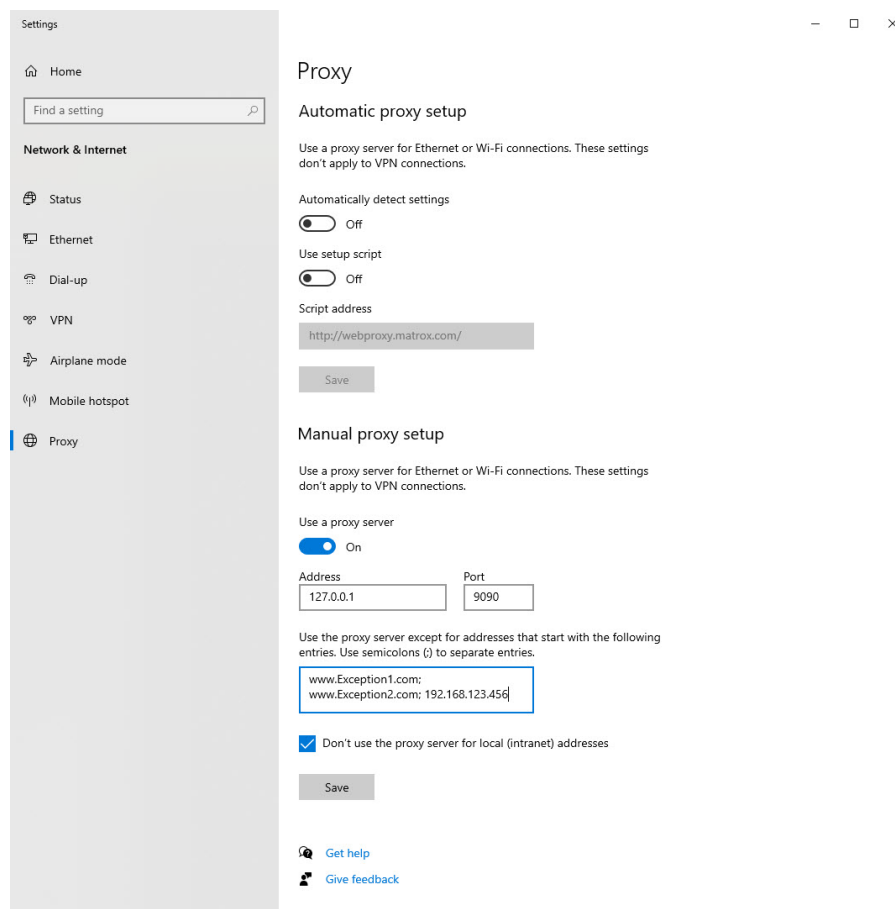 Settings
Home
Find a setting
Network & Internet
Status
Ethernet
Dial-up
VPN
Airplane mode
Mobile hotspot
Proxy
Proxy
Automatic proxy setup
Use a proxy server for Ethernet or Wi-Fi connections. These settings
don't apply to VPN connections.
Automatically detect settings
Off
Use setup script
Off
Script address
http://webproxy.matrox.com/
Save
Manual proxy setup
Use a proxy server for Ethernet or Wi-Fi connections. These settings
don't apply to VPN connections.
Use a proxy server
On
Address Port
127.0.0.1 9090
Use the proxy server except for addresses that start with the following
entries. Use semicolons (;) to separate entries.
www.Exception1.com;
www.Exception2.com; 192.168.123.456
Don't use the proxy server for local (intranet) addresses
Save
Get help
Give feedback